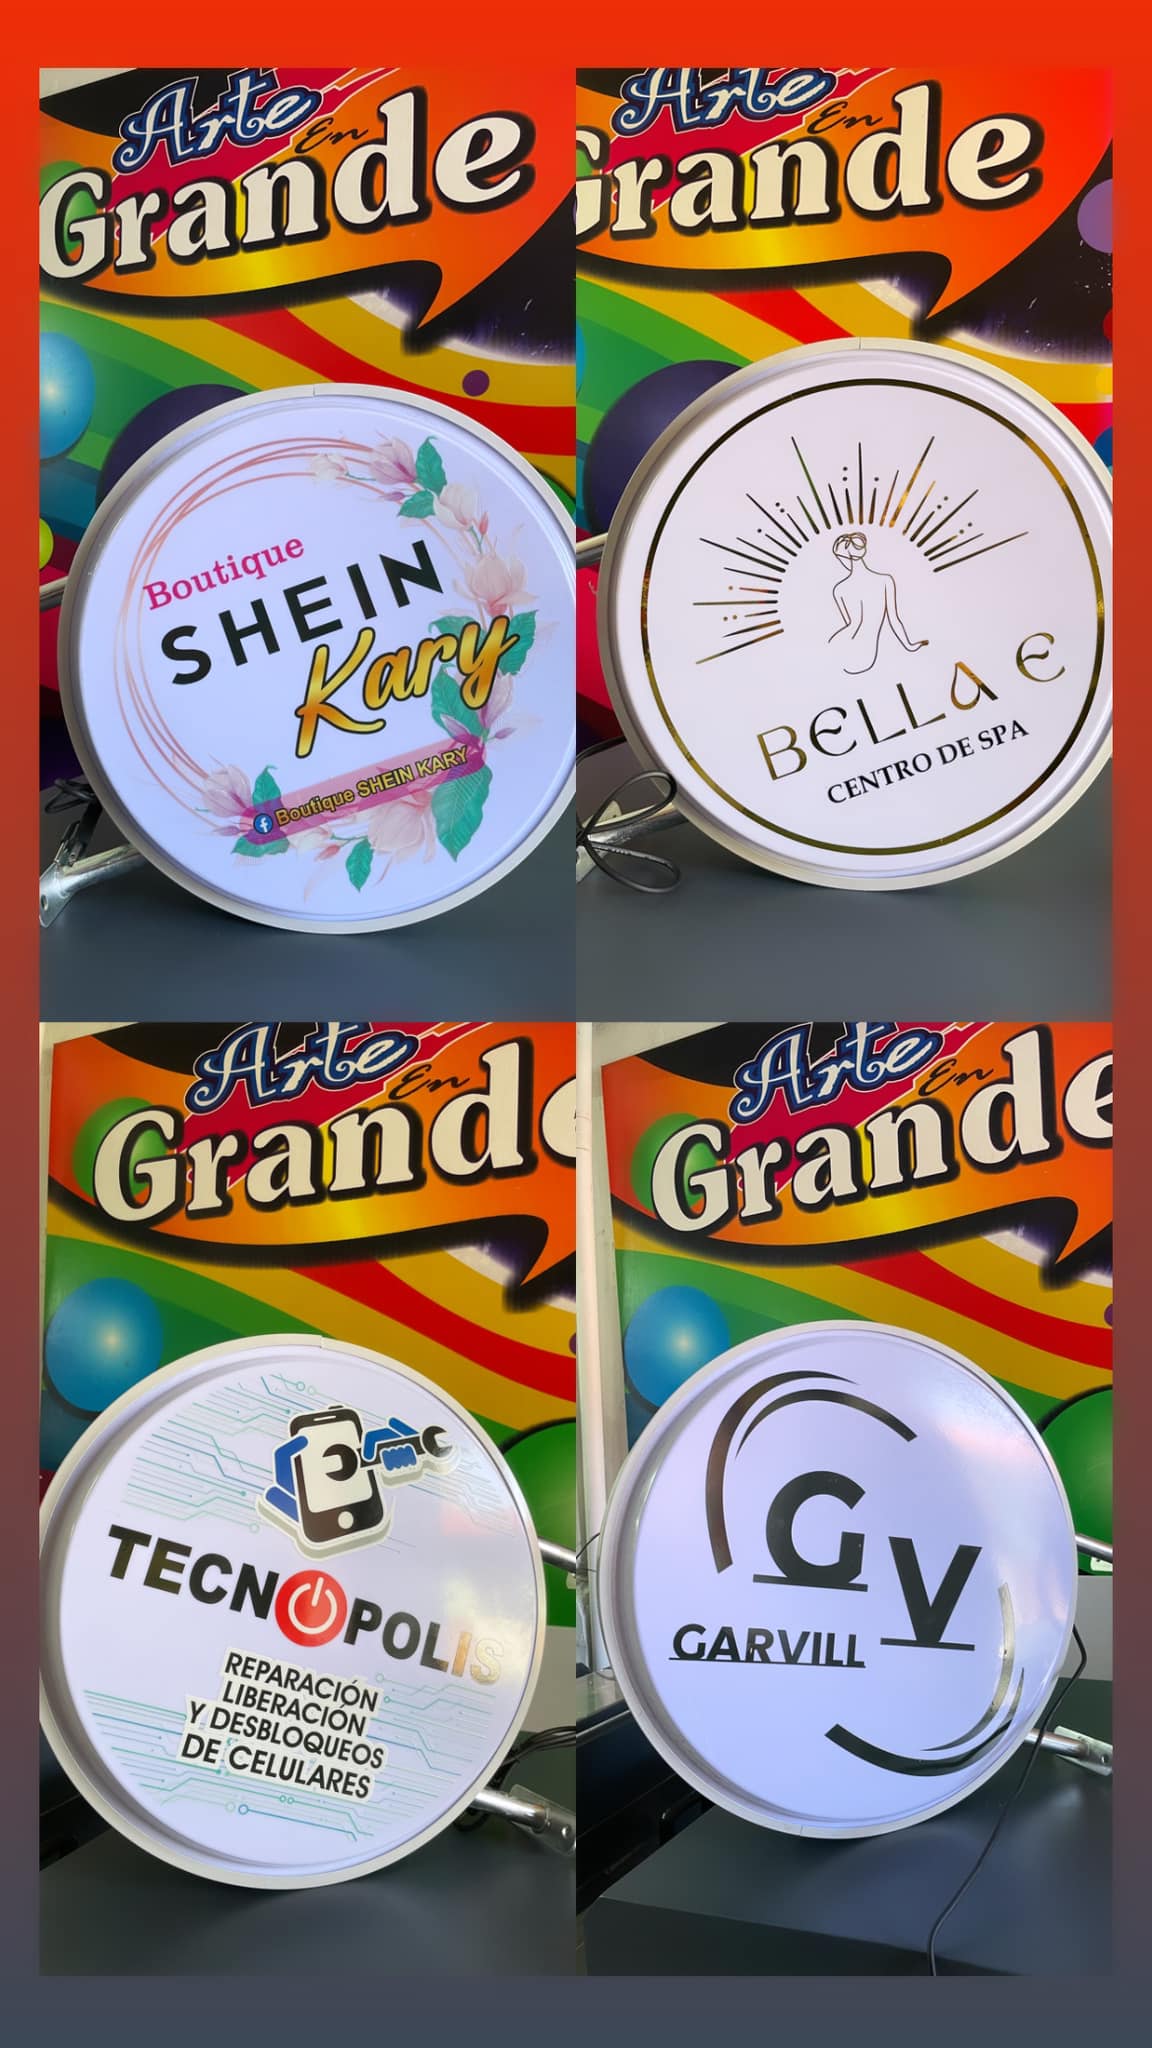 Arte
En
Grande
Boutique
SHEIN
Kary
Boutique SHEIN KARY
Arte
En
Grande
BELLA E
CENTRO DE SPA
Arte
En
Grande
TECNOPOLIS
REPARACIÓN
LIBERACIÓN
Y DESBLOQUEOS
DE CELULARES
Arte
En
Grande
G
V
GARVILL